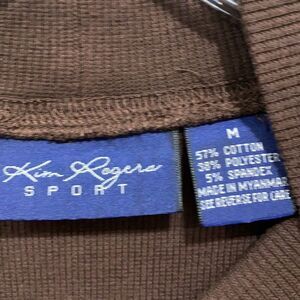 Kim Rogers
SPORT
M
57% COTTON
38% POLYESTER
5% SPANDEX
MADE IN MYANMAR
SEE REVERSE FOR CARE